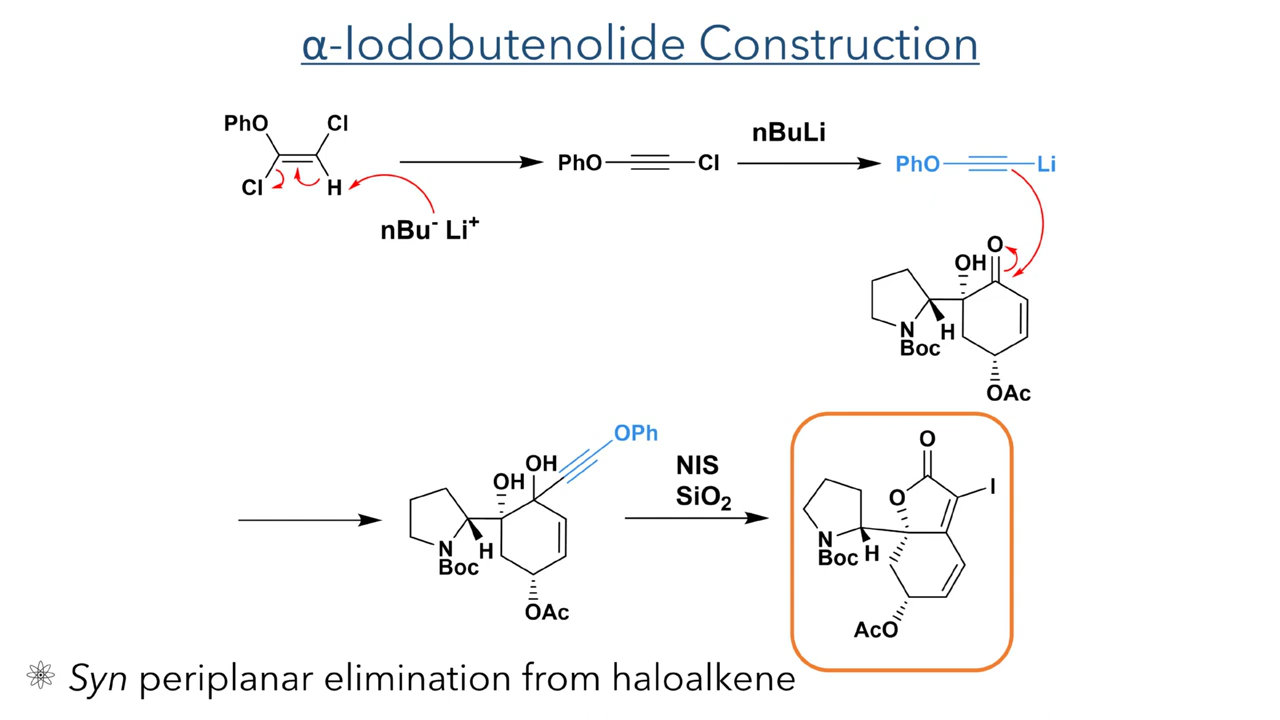 α-Iodobutenolide Construction
PhO
Cl
Cl
H
nBu⁻ Li⁺
PhO
Cl
nBuLi
PhO
Li
O
OH
N
H
Boc
OAc
OPh
OH
OH
N
H
Boc
OAc
NIS
SiO₂
O
O
I
N
H
Boc
AcO
Syn periplanar elimination from haloalkene